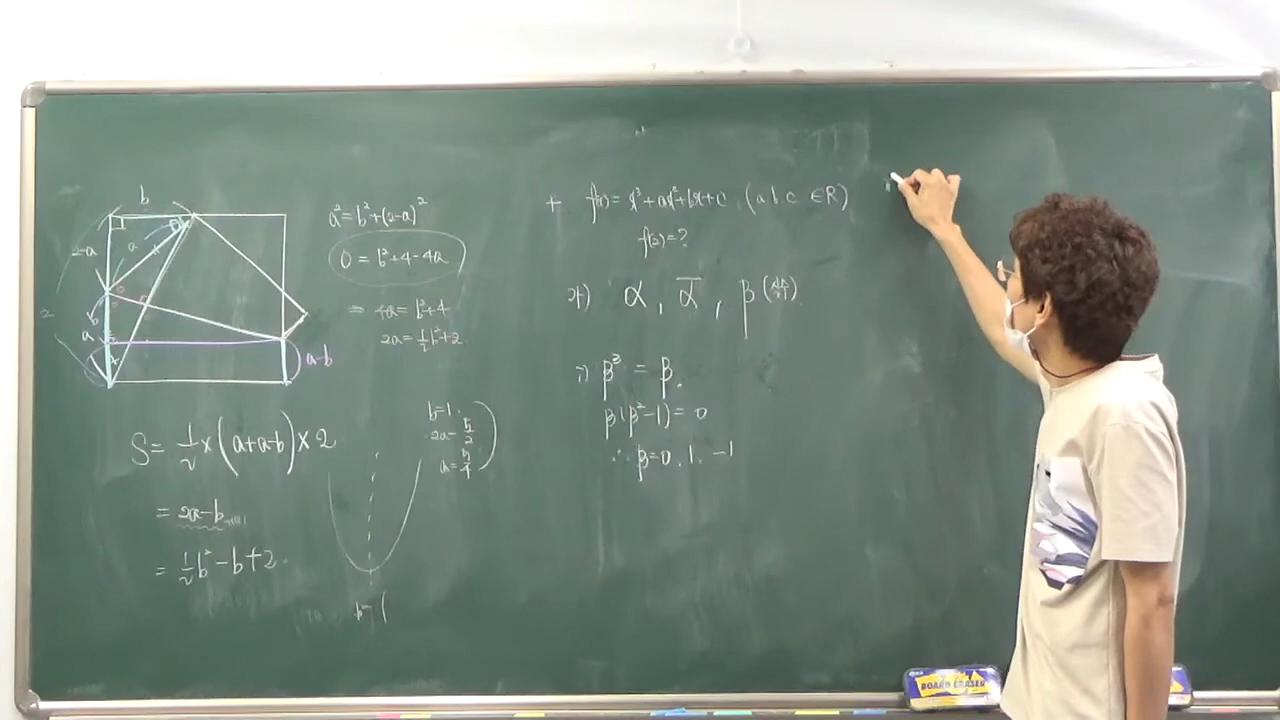 b
2-a
a
2
b
a
a-b
a²=b²+(2-a)²
0=b²+4-4a
⇒ 4a=b²+4
2a=½b²+2
S=½×(a+a-b)×2
=2a-b
=½b²-b+2
b=1
2a=5/2
a=5/4
b=1
f(x)=x³+ax²+bx+c (a b c ∈R)
f(2)=?
가) α, ᾱ, β(실근)
β³=β
β(β²-1)=0
∴ β=0, 1, -1
BOARD ERASER